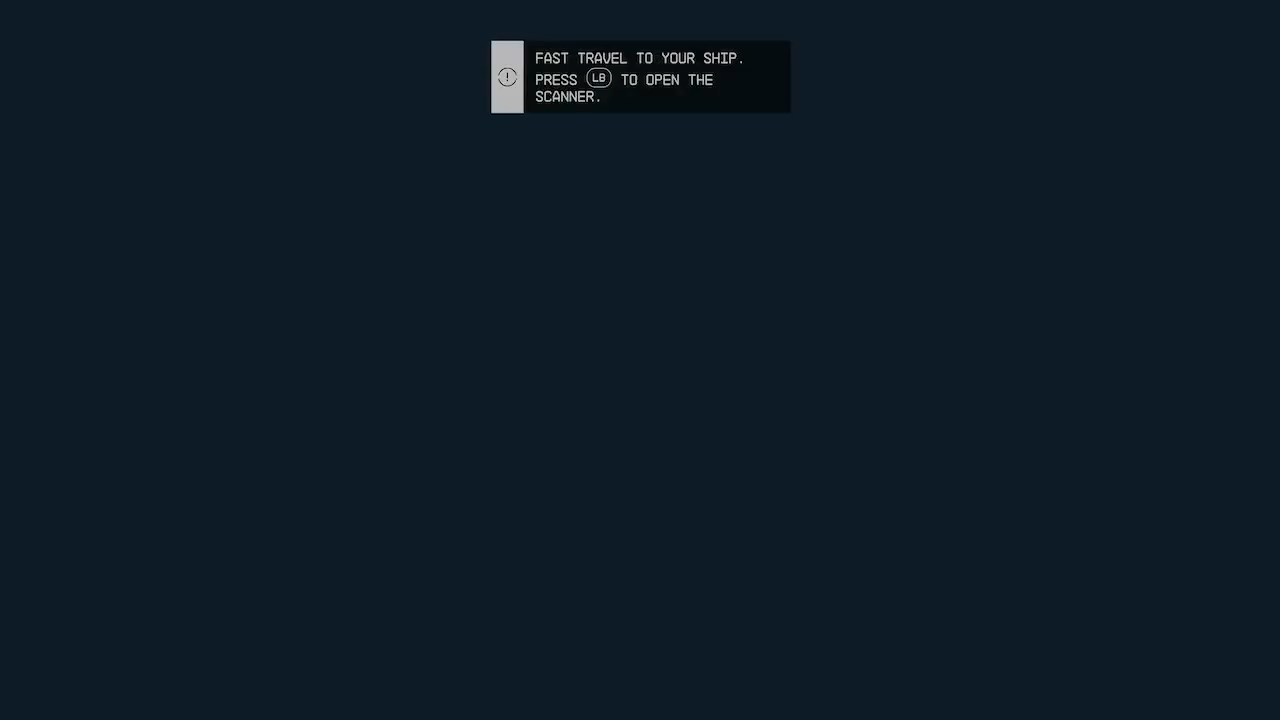 FAST TRAVEL TO YOUR SHIP.
PRESS LB TO OPEN THE
SCANNER.